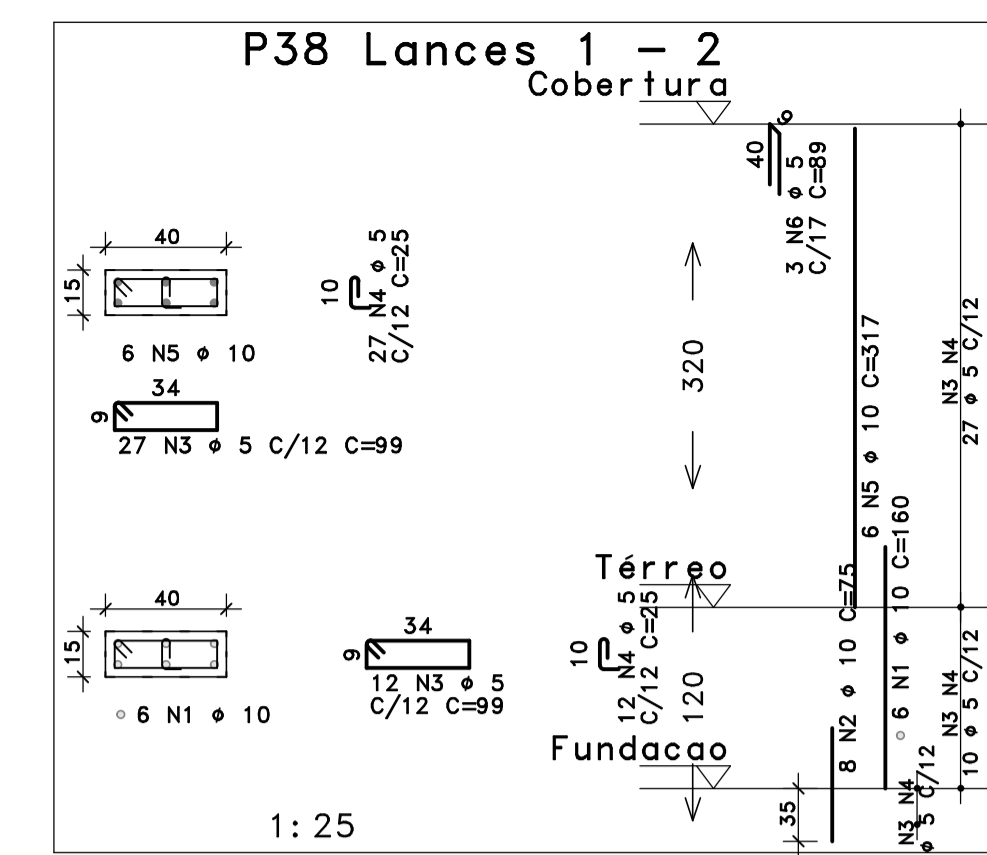 P38 Lances 1 - 2
Cobertura
40
15
6 N5 φ 10
10
27 N4 φ 5
C/12 C=25
34
9
27 N3 φ 5 C/12 C=99
40
9
3 N6 φ 5
C/17 C=89
320
6 N5 φ 10 C=317
N3 N4
27 φ 5 C/12
Térreo
40
15
6 N1 φ 10
34
9
12 N3 φ 5
C/12 C=99
10
12 N4 φ 5
C/12 C=25
120
8 N2 φ 10 C=75
6 N1 φ 10 C=160
N3 N4
10 φ 5 C/12
Fundacao
35
N3 N4
φ 5 C/12
1:25